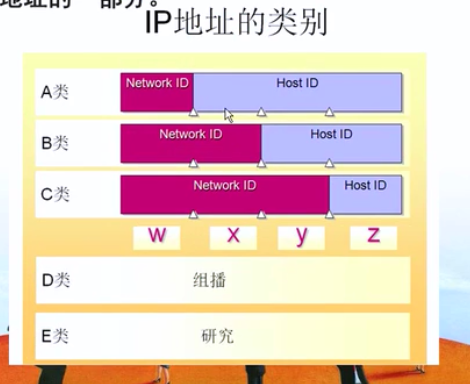 地址的一部分。
IP地址的类别
A类 Network ID Host ID
B类 Network ID Host ID
C类 Network ID Host ID
w x y z
D类 组播
E类 研究